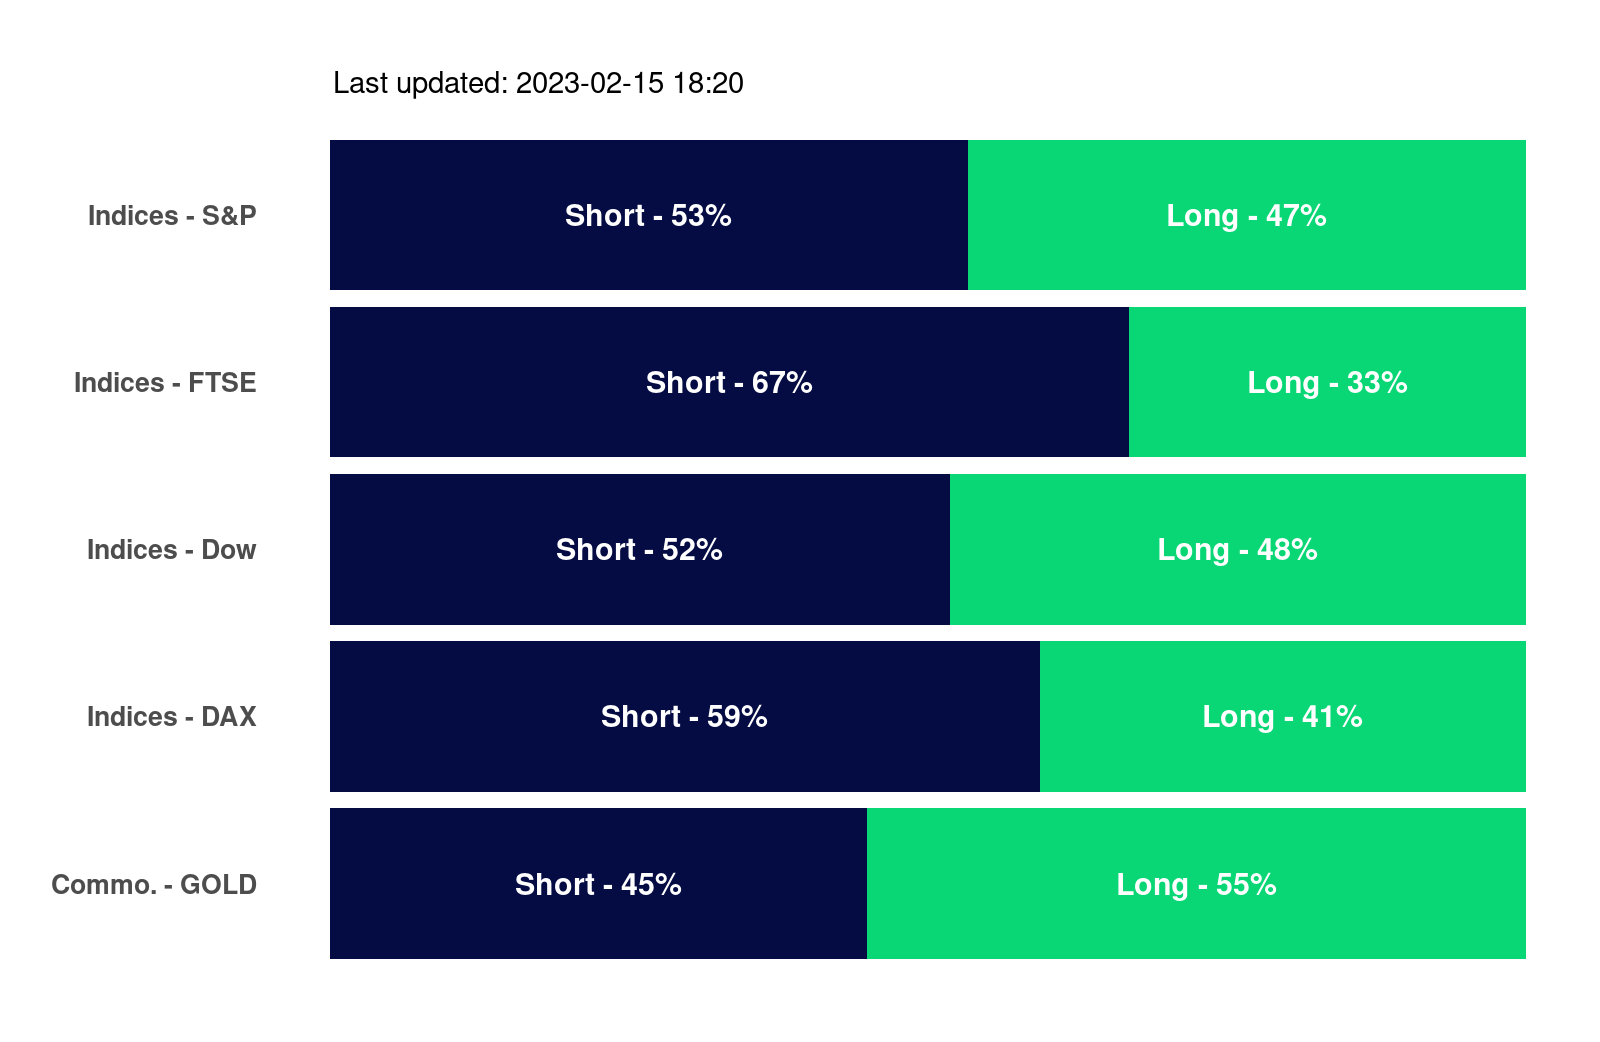 Last updated: 2023-02-15 18:20
Indices - S&P Short - 53% Long - 47%
Indices - FTSE Short - 67% Long - 33%
Indices - Dow Short - 52% Long - 48%
Indices - DAX Short - 59% Long - 41%
Commo. - GOLD Short - 45% Long - 55%